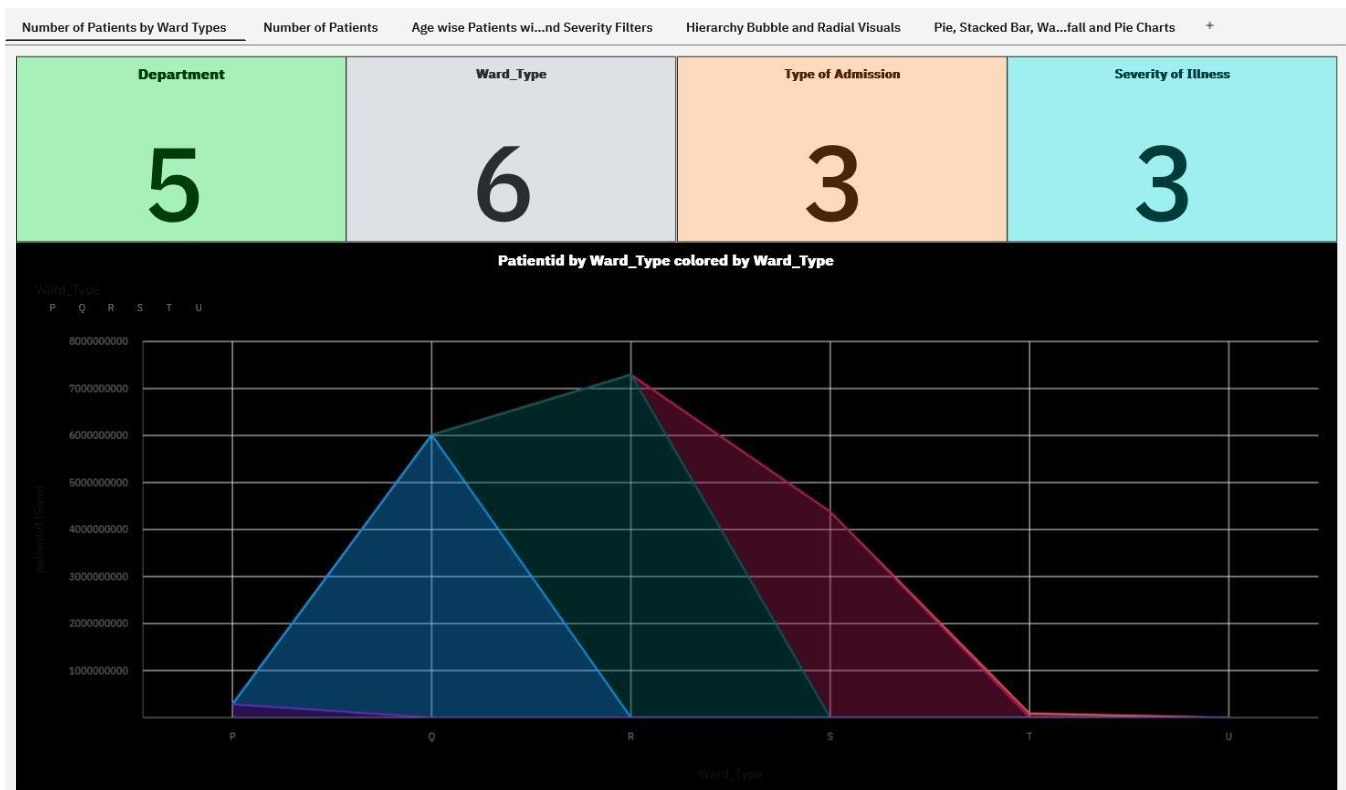 Number of Patients by Ward Types Number of Patients Age wise Patients wi...nd Severity Filters Hierarchy Bubble and Radial Visuals Pie, Stacked Bar, Wa...fall and Pie Charts +
Department Ward_Type Type of Admission Severity of Illness
5 6 3 3
Patientid by Ward_Type colored by Ward_Type
Ward_Type
P Q R S T U
8000000000
7000000000
6000000000
5000000000
4000000000
3000000000
2000000000
1000000000
patientid (Sum)
P Q R S T U
Ward_Type